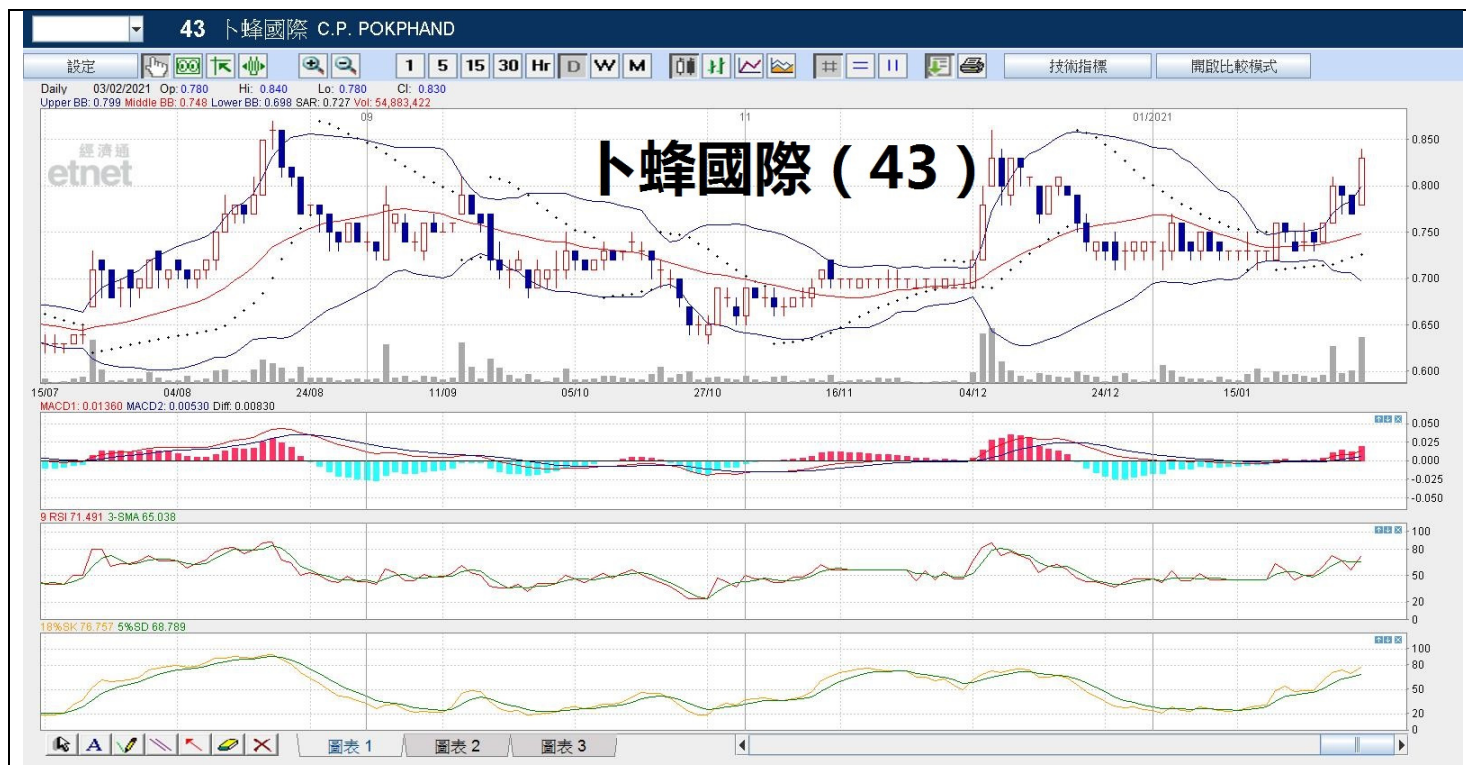 43 卜蜂國際 C.P. POKPHAND
設定 1 5 15 30 Hr D W M 技術指標 開啟比較模式
Daily 03/02/2021 Op: 0.780 Hi: 0.840 Lo: 0.780 Cl: 0.830
Upper BB: 0.799 Middle BB: 0.748 Lower BB: 0.698 SAR: 0.727 Vol: 54,883,422
09 11 01/2021
經濟通
etnet
卜蜂國際（43）
0.850
0.800
0.750
0.700
0.650
0.600
15/07 04/08 24/08 11/09 05/10 27/10 16/11 04/12 24/12 15/01
MACD1: 0.01360 MACD2: 0.00530 Diff: 0.00830
0.050
0.025
0.000
-0.025
-0.050
9 RSI 71.491 3-SMA 65.038
100
80
50
20
0
18%SK 76.757 5%SD 68.789
100
80
50
20
0
A 圖表 1 圖表 2 圖表 3